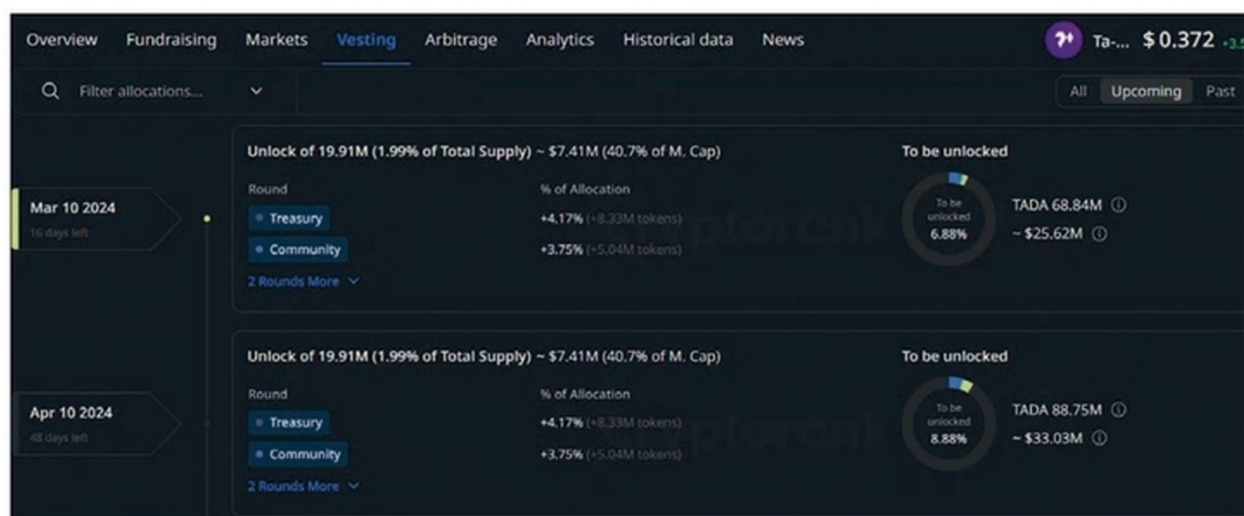 Overview Fundraising Markets Vesting Arbitrage Analytics Historical data News Ta-... $ 0.372 +3.5
Filter allocations... All Upcoming Past
Mar 10 2024
16 days left
Unlock of 19.91M (1.99% of Total Supply) ~ $7.41M (40.7% of M. Cap)
Round % of Allocation
Treasury +4.17% (+8.33M tokens)
Community +3.75% (+5.04M tokens)
2 Rounds More
To be unlocked
To be
unlocked
6.88%
TADA 68.84M
~ $25.62M
Apr 10 2024
48 days left
Unlock of 19.91M (1.99% of Total Supply) ~ $7.41M (40.7% of M. Cap)
Round % of Allocation
Treasury +4.17% (+8.33M tokens)
Community +3.75% (+5.04M tokens)
2 Rounds More
To be unlocked
To be
unlocked
8.88%
TADA 88.75M
~ $33.03M